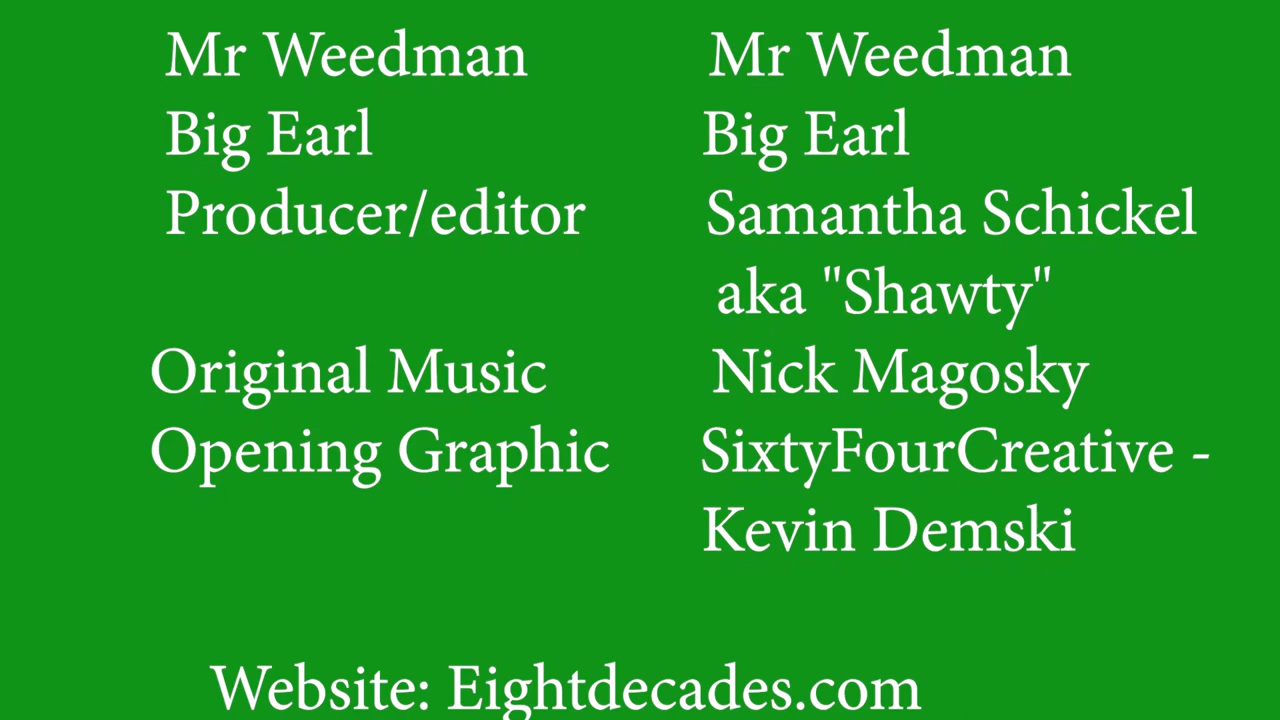 Mr Weedman Mr Weedman
Big Earl Big Earl
Producer/editor Samantha Schickel
aka "Shawty"
Original Music Nick Magosky
Opening Graphic SixtyFourCreative -
Kevin Demski
Website: Eightdecades.com